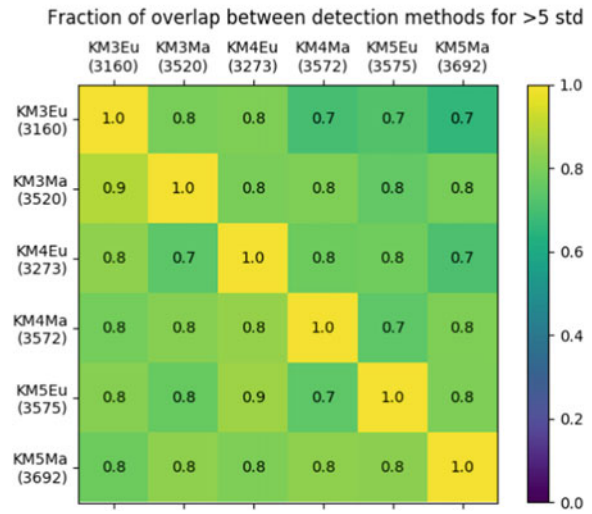 Fraction of overlap between detection methods for >5 std
KM3Eu KM3Ma KM4Eu KM4Ma KM5Eu KM5Ma
(3160) (3520) (3273) (3572) (3575) (3692)
KM3Eu
(3160)
1.0 0.8 0.8 0.7 0.7 0.7
KM3Ma
(3520)
0.9 1.0 0.8 0.8 0.8 0.8
KM4Eu
(3273)
0.8 0.7 1.0 0.8 0.8 0.7
KM4Ma
(3572)
0.8 0.8 0.8 1.0 0.7 0.8
KM5Eu
(3575)
0.8 0.8 0.9 0.7 1.0 0.8
KM5Ma
(3692)
0.8 0.8 0.8 0.8 0.8 1.0
1.0
0.8
0.6
0.4
0.2
0.0